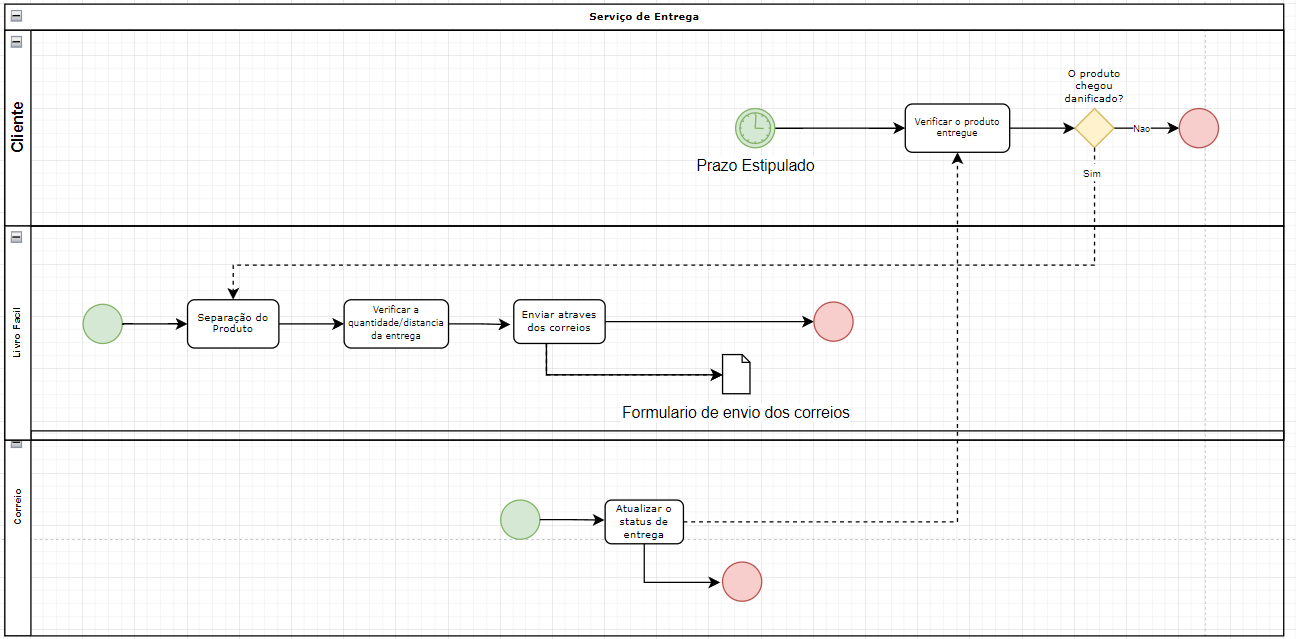 Serviço de Entrega
Cliente
O produto
chegou
danificado?
Verificar o produto
entregue
Nao
Prazo Estipulado
Sim
Livro Facil
Separação do
Produto
Verificar a
quantidade/distancia
da entrega
Enviar atraves
dos correios
Formulario de envio dos correios
Correio
Atualizar o
status de
entrega